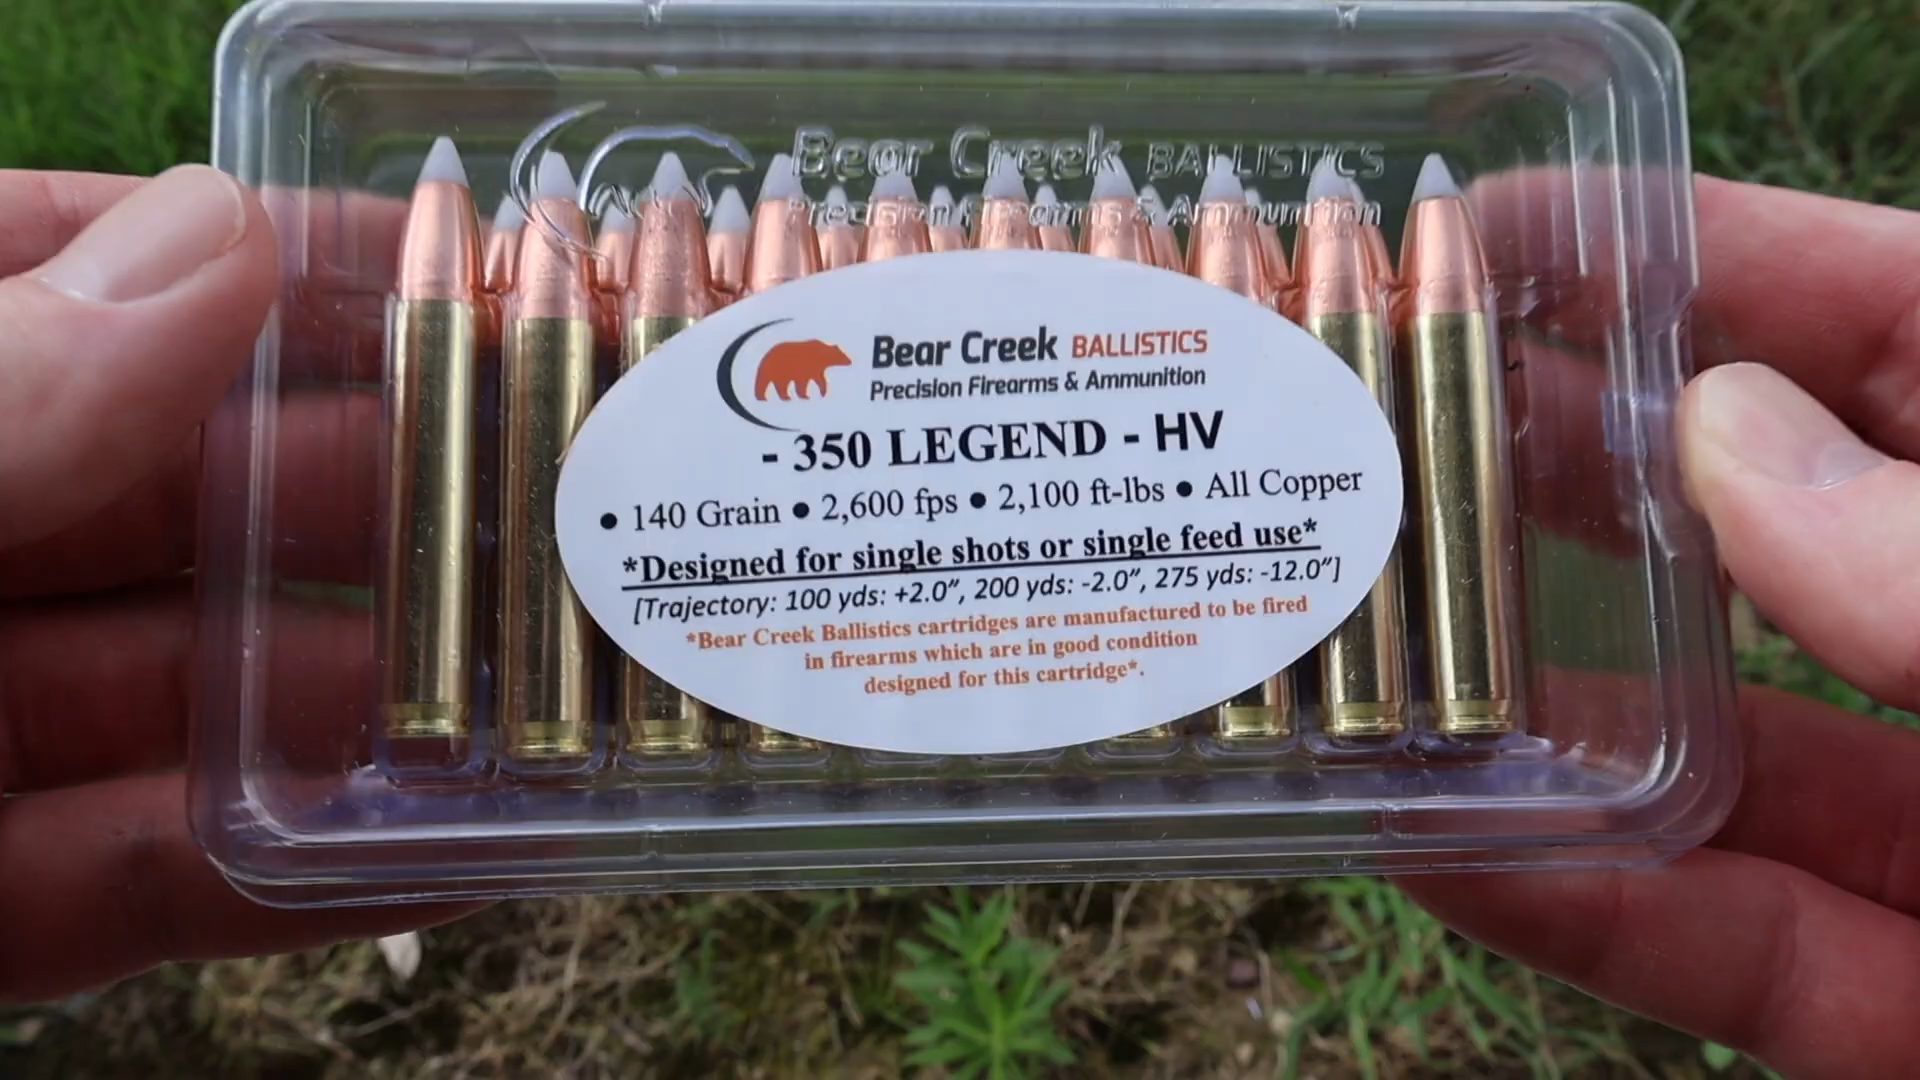 Bear Creek BALLISTICS
Precision Firearms & Ammunition
Bear Creek BALLISTICS
Precision Firearms & Ammunition
- 350 LEGEND - HV
● 140 Grain ● 2,600 fps ● 2,100 ft-lbs ● All Copper
*Designed for single shots or single feed use*
[Trajectory: 100 yds: +2.0″, 200 yds: -2.0″, 275 yds: -12.0″]
*Bear Creek Ballistics cartridges are manufactured to be fired
in firearms which are in good condition
designed for this cartridge*.